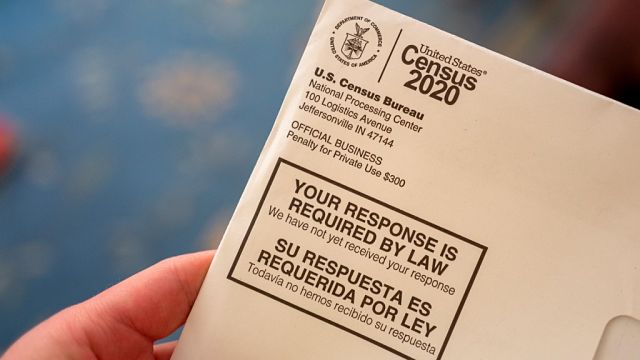 DEPARTMENT OF COMMERCE
UNITED STATES OF AMERICA
United States®
Census
2020
U.S. Census Bureau
National Processing Center
100 Logistics Avenue
Jeffersonville IN 47144
OFFICIAL BUSINESS
Penalty for Private Use $300
YOUR RESPONSE IS
REQUIRED BY LAW
We have not yet received your response
SU RESPUESTA ES
REQUERIDA POR LEY
Todavía no hemos recibido su respuesta